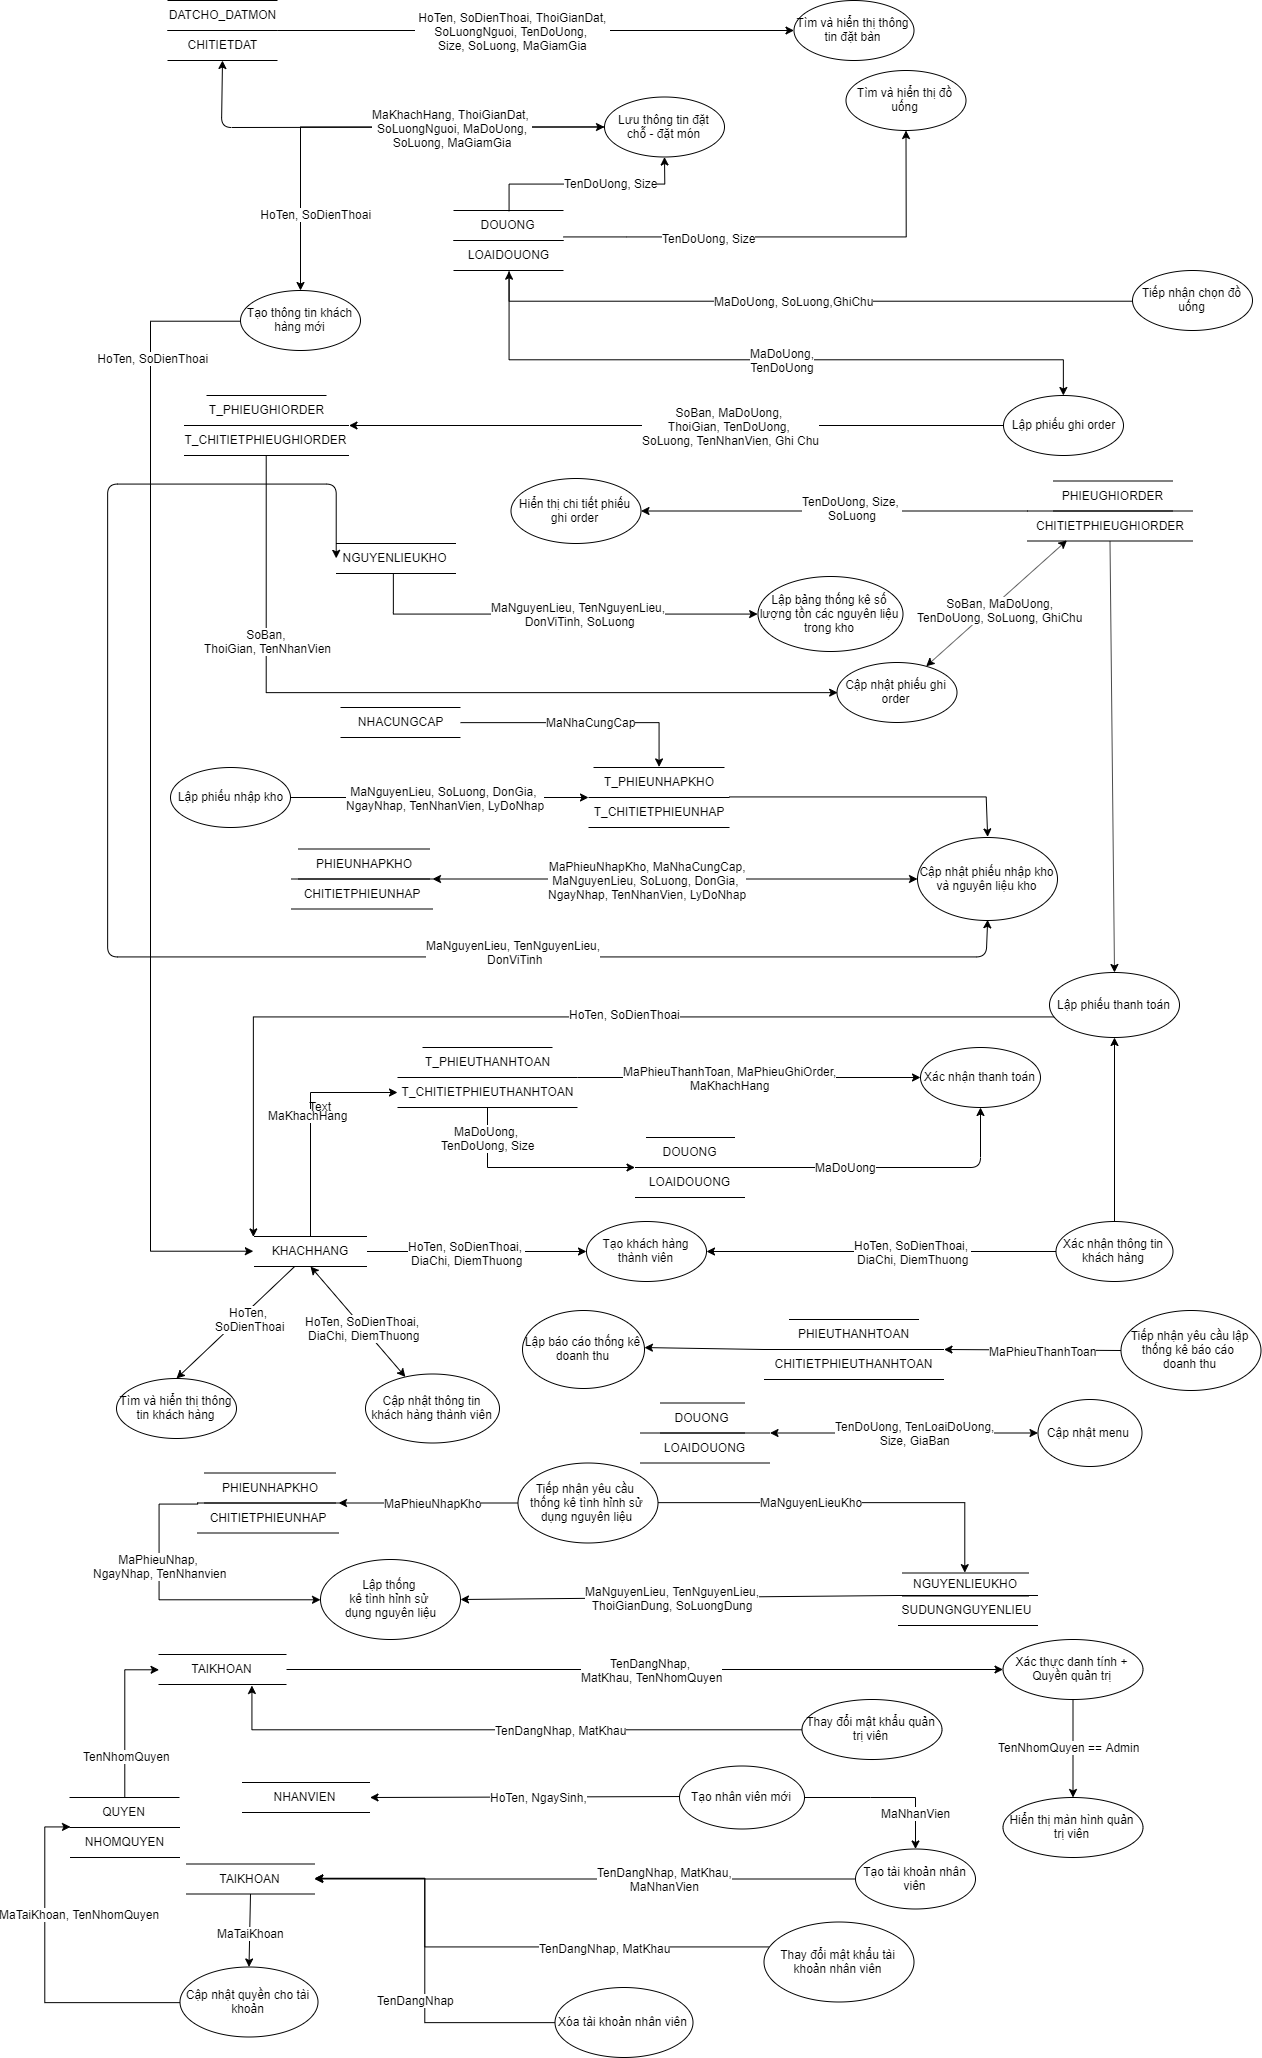 DATCHO_DATMON
CHITIETDAT
HoTen, SoDienThoai, ThoiGianDat,
SoLuongNguoi, TenDoUong,
Size, SoLuong, MaGiamGia
Tìm và hiển thị thông
tin đặt bàn
Tìm và hiển thị đồ
uống
MaKhachHang, ThoiGianDat,
SoLuongNguoi, MaDoUong,
SoLuong, MaGiamGia
Lưu thông tin đặt
chỗ - đặt món
TenDoUong, Size
HoTen, SoDienThoai
DOUONG
LOAIDOUONG
TenDoUong, Size
Tạo thông tin khách
hàng mới
MaDoUong, SoLuong,GhiChu
Tiếp nhận chọn đồ
uống
HoTen, SoDienThoai
MaDoUong,
TenDoUong
T_PHIEUGHIORDER
T_CHITIETPHIEUGHIORDER
SoBan, MaDoUong,
ThoiGian, TenDoUong,
SoLuong, TenNhanVien, Ghi Chu
Lập phiếu ghi order
Hiển thị chi tiết phiếu
ghi order
TenDoUong, Size,
SoLuong
PHIEUGHIORDER
CHITIETPHIEUGHIORDER
NGUYENLIEUKHO
MaNguyenLieu, TenNguyenLieu,
DonViTinh, SoLuong
Lập bảng thống kê số
lượng tồn các nguyên liệu
trong kho
SoBan, MaDoUong,
TenDoUong, SoLuong, GhiChu
SoBan,
ThoiGian, TenNhanVien
Cập nhật phiếu ghi
order
NHACUNGCAP
MaNhaCungCap
Lập phiếu nhập kho
MaNguyenLieu, SoLuong, DonGia,
NgayNhap, TenNhanVien, LyDoNhap
T_PHIEUNHAPKHO
T_CHITIETPHIEUNHAP
PHIEUNHAPKHO
CHITIETPHIEUNHAP
MaPhieuNhapKho, MaNhaCungCap,
MaNguyenLieu, SoLuong, DonGia,
NgayNhap, TenNhanVien, LyDoNhap
Cập nhật phiếu nhập kho
và nguyên liệu kho
MaNguyenLieu, TenNguyenLieu,
DonViTinh
HoTen, SoDienThoai
Lập phiếu thanh toán
T_PHIEUTHANHTOAN
T_CHITIETPHIEUTHANHTOAN
MaPhieuThanhToan, MaPhieuGhiOrder,
MaKhachHang
Xác nhận thanh toán
Text
MaKhachHang
MaDoUong,
TenDoUong, Size
DOUONG
LOAIDOUONG
MaDoUong
KHACHHANG
HoTen, SoDienThoai,
DiaChi, DiemThuong
Tạo khách hàng
thành viên
HoTen, SoDienThoai,
DiaChi, DiemThuong
Xác nhận thông tin
khách hàng
HoTen,
SoDienThoai
HoTen, SoDienThoai,
DiaChi, DiemThuong
Tìm và hiển thị thông
tin khách hàng
Cập nhật thông tin
khách hàng thành viên
Lập báo cáo thống kê
doanh thu
PHIEUTHANHTOAN
CHITIETPHIEUTHANHTOAN
MaPhieuThanhToan
Tiếp nhận yêu cầu lập
thống kê báo cáo
doanh thu
DOUONG
LOAIDOUONG
TenDoUong, TenLoaiDoUong,
Size, GiaBan
Cập nhật menu
PHIEUNHAPKHO
CHITIETPHIEUNHAP
MaPhieuNhapKho
Tiếp nhận yêu cầu
thống kê tình hình sử
dụng nguyên liệu
MaNguyenLieuKho
MaPhieuNhap,
NgayNhap, TenNhanvien
Lập thống
kê tình hình sử
dụng nguyên liệu
MaNguyenLieu, TenNguyenLieu,
ThoiGianDung, SoLuongDung
NGUYENLIEUKHO
SUDUNGNGUYENLIEU
TAIKHOAN
TenDangNhap,
MatKhau, TenNhomQuyen
Xác thực danh tính +
Quyền quản trị
TenDangNhap, MatKhau
Thay đổi mật khẩu quản
trị viên
TenNhomQuyen
TenNhomQuyen == Admin
NHANVIEN
HoTen, NgaySinh,
Tạo nhân viên mới
MaNhanVien
QUYEN
NHOMQUYEN
Hiển thị màn hình quản
trị viên
TAIKHOAN
TenDangNhap, MatKhau,
MaNhanVien
Tạo tài khoản nhân
viên
MaTaiKhoan, TenNhomQuyen
MaTaiKhoan
TenDangNhap, MatKhau
Thay đổi mật khẩu tài
khoản nhân viên
Cập nhật quyền cho tài
khoản
TenDangNhap
Xóa tài khoản nhân viên